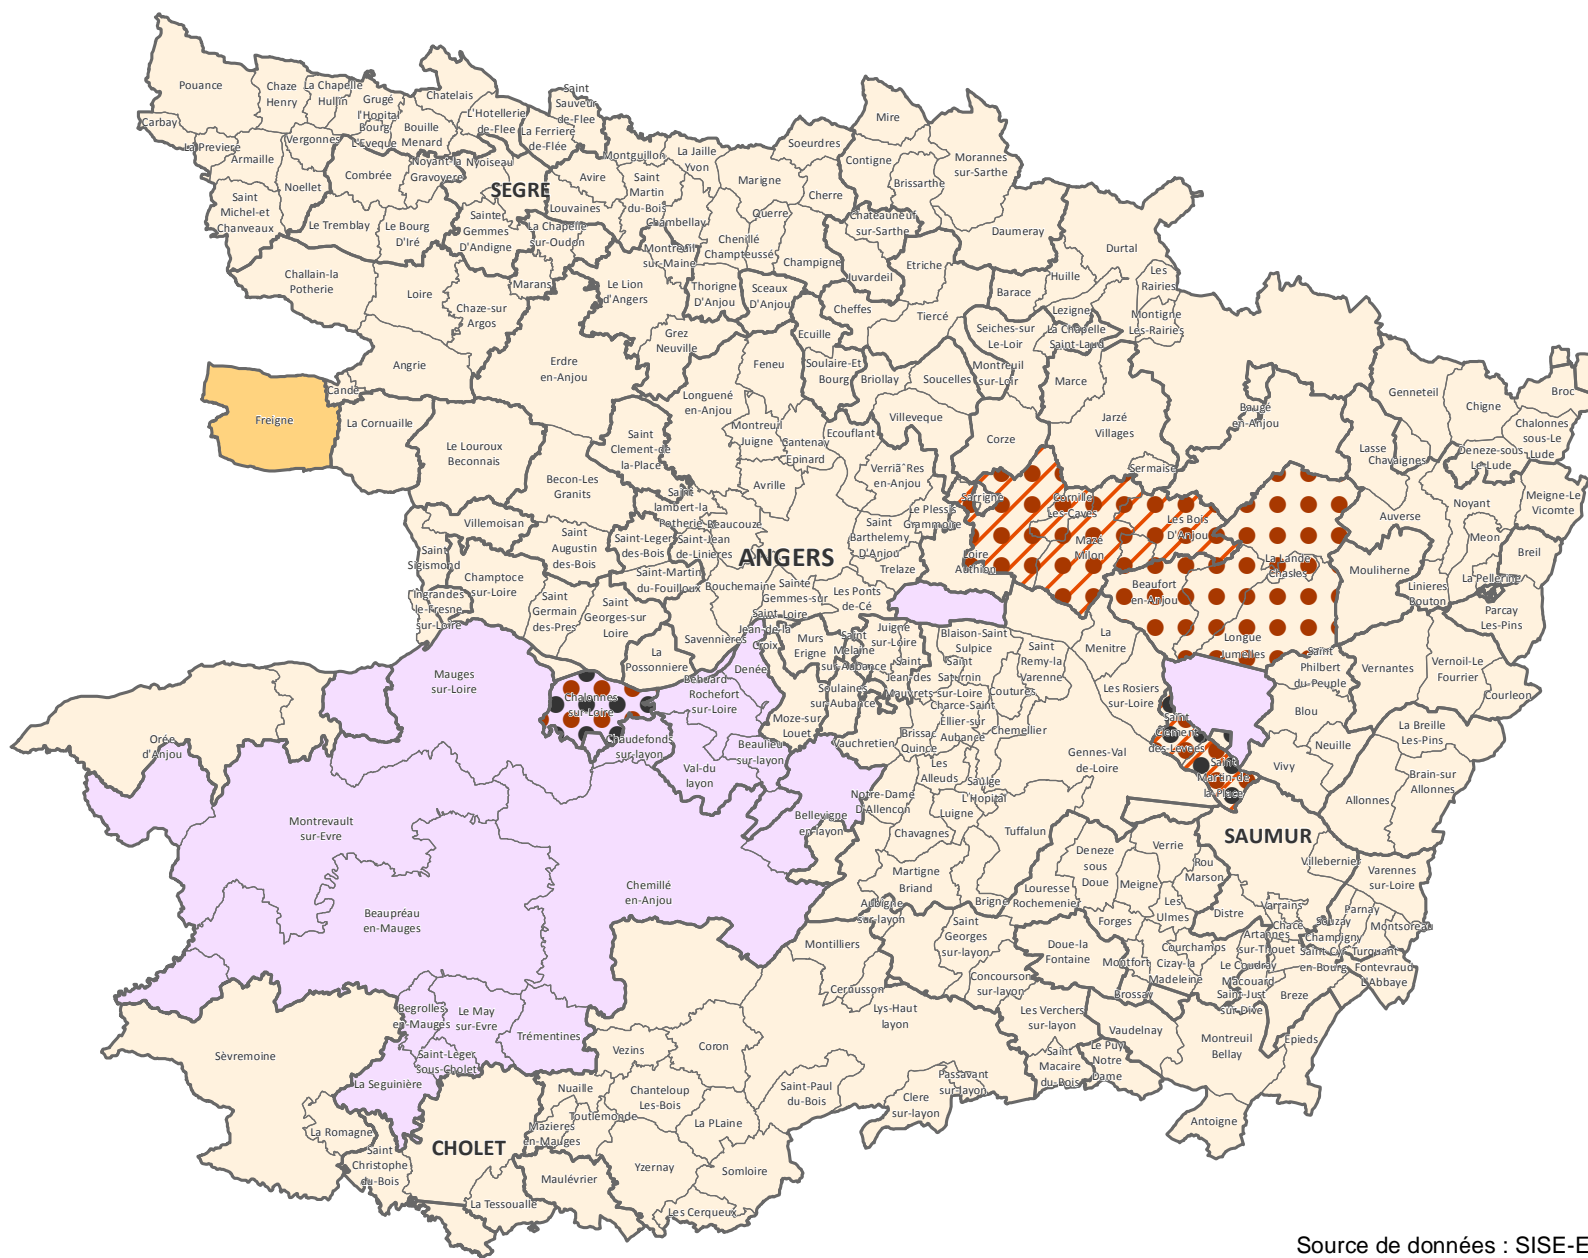 Pouance
Chaze
Henry
La Chapelle
Hullin
Grugé
l'Hopital
Chatelais
Saint
Sauveur
de-Flee
L'Hotellerie
de-Flee
La Ferriere
de-Flée
Carbay
La Previere
Armaille
Vergonnes
Bourg
L'Eveque
Bouille
Menard
Noyant-la
Gravoyere
Nyoiseau
Combrée
Noellet
Saint
Michel-et
Chanveaux
Le Tremblay
Le Bourg
D'Iré
SEGRE
Sainte
Gemmes
D'Andigne
La Chapelle
sur-Oudon
Avire
Louvaines
Montguillon
Saint
Martin
du-Bois
La Jaille
Yvon
Chambellay
Marigne
Soeurdres
Cherre
Querre
Chenillé
Champteussé
Champigne
Mire
Contigne
Brissarthe
Morannes
sur-Sarthe
Chateauneuf
sur-Sarthe
Daumeray
Durtal
Les
Rairies
Huille
Etriche
Juvardeil
Barace
Lezigne
Montigne
Les-Rairies
Challain-la
Potherie
Loire
Chaze-sur
Argos
Marans
Le Lion
d'Angers
Montreuil
sur-Maine
Thorigne
D'Anjou
Sceaux
D'Anjou
Cheffes
Tiercé
Seiches-sur
Le-Loir
La Chapelle
Saint-Laud
Ecuille
Grez
Neuville
Erdre
en-Anjou
Angrie
Candé
Freigne
La Cornuaille
Feneu
Soulaire-Et
Bourg
Briollay
Soucelles
Montreuil
sur-Loir
Marce
Jarzé
Villages
Baugé
en-Anjou
Genneteil
Chigne
Broc
Chalonnes
sous-Le
Lude
Lasse
Chavaignes
Deneze-sous
Le-Lude
Noyant
Meigne-Le
Vicomte
Longuené
en-Anjou
Montreuil
Juigne
Cantenay
Epinard
Ecouflant
Villeveque
Corze
Sermaise
Le Louroux
Beconnais
Saint
Clement-de
la-Place
Becon-Les
Granits
Avrille
Verriã¨Res
en-Anjou
Sarrigne
Cornille
Les-Caves
Les Bois
D'Anjou
Auverse
Meon
Breil
Villemoisan
Saint
lambert-la
Potherie
Beaucouze
Saint-Jean
de-Linières
Saint-Leger
des-Bois
Saint
Augustin
des-Bois
ANGERS
Saint
Barthelemy
D'Anjou
Le Plessis
Grammoire
Trelaze
Loire
Authion
Mazé
Milon
La Lande
Chasles
Beaufort
en-Anjou
Mouliherne
Linieres
Bouton
La Pellerine
Parcay
Les-Pins
Saint
Sigismond
Champtoce
sur-Loire
Ingrandes
le-Fresne
sur-Loire
Saint
Germain
des-Pres
Saint
Georges-sur
Loire
Saint-Martin
du-Fouilloux
Bouchemaine
Sainte
Gemmes-sur
Loire
Les Ponts
de-Cé
Savennières
Saint
Jean-de-la
Croix
Murs
Erigne
Saint
Melaine
sur-Aubance
Juigne
sur-Loire
Saint
Jean-des
Mauvrets
Blaison-Saint
Sulpice
Saint
Saturnin
sur-Loire
Saint
Remy-la
Varenne
Coutures
La
Menitre
Longue
Jumelles
Saint
Philbert
du-Peuple
Vernantes
Vernoil-Le
Fourrier
Courleon
La
Possonniere
Mauges
sur-Loire
Chalonnes
sur-Loire
Denée
Béhuard
Rochefort
sur-Loire
Soulaines
sur-Aubance
Moze-sur
Louet
Les Rosiers
sur-Loire
Blou
La Breille
Les-Pins
Orée
d'Anjou
Chaudefonds
sur-layon
Beaulieu
sur-layon
Val-du
layon
Vauchretien
Brissac
Quince
Charce-Saint
Ellier-sur
Aubance
Chemellier
Gennes-Val
de-Loire
Saint
Clement
des-Levees
Saint
Martin-de
la-Place
Neuille
Vivy
Allonnes
Brain-sur
Allonnes
Les
Alleuds
Saulge
L'Hopital
Notre-Dame
D'Allencon
Bellevigne
en-layon
Luigne
Chavagnes
Tuffalun
SAUMUR
Montrevault
sur-Evre
Chemillé
en-Anjou
Beaupréau
en-Mauges
Martigne
Briand
Aubigne
sur-layon
Brigne
Louresse
Rochemenier
Deneze
sous
Doue
Verrie
Rou
Marson
Meigne
Les
Ulmes
Villebernier
Varennes
sur-Loire
Distre
Varrains
Chacé
Parnay
Souzay
Champigny
Montsoreau
Turquant
Saint-Cyr
en-Bourg
Fontevraud
L'Abbaye
Forges
Courchamps
Artannes
sur-Thouet
Montilliers
Saint
Georges
sur-layon
Doue-la
Fontaine
Montfort
Cizay-la
Madeleine
Le Coudray
Macouard
Concourson
sur-layon
Brossay
Saint-Just
sur-Dive
Breze
Cernusson
Lys-Haut
layon
Les Verchers
sur-layon
Vaudelnay
Montreuil
Bellay
Epieds
Begrolles
en-Mauges
Le May
sur-Evre
Trémentines
Sèvremoine
Saint-Léger
sous-Cholet
La Seguinière
Vezins
Coron
Saint
Macaire
du-Bois
Le Puy
Notre
Dame
Nuaille
Chanteloup
Les-Bois
Saint-Paul
du-Bois
Passavant
sur-layon
Clere
sur-layon
Antoigne
La Romagne
Saint
Christophe
du-Bois
CHOLET
Toutlemonde
Mazieres
en-Mauges
La PLaine
Yzernay
Somloire
Maulévrier
La Tessoualle
Les Cerqueux
Source de données : SISE-E